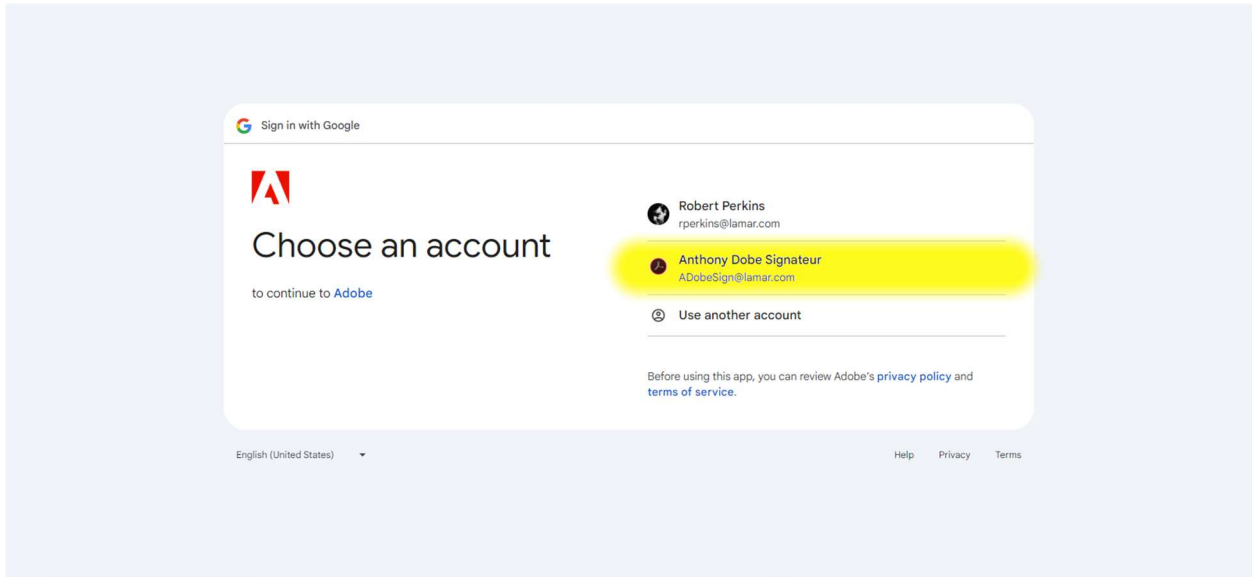 Sign in with Google
Choose an account
to continue to Adobe
Robert Perkins
rperkins@lamar.com
Anthony Dobe Signateur
ADobeSign@lamar.com
Use another account
Before using this app, you can review Adobe's privacy policy and
terms of service.
English (United States)
Help Privacy Terms